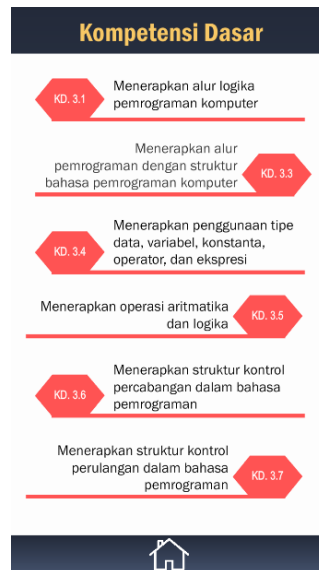 Kompetensi Dasar
KD. 3.1
Menerapkan alur logika
pemrograman komputer
Menerapkan alur
pemrograman dengan struktur
bahasa pemrograman komputer
KD. 3.3
KD. 3.4
Menerapkan penggunaan tipe
data, variabel, konstanta,
operator, dan ekspresi
Menerapkan operasi aritmatika
dan logika
KD. 3.5
KD. 3.6
Menerapkan struktur kontrol
percabangan dalam bahasa
pemrograman
Menerapkan struktur kontrol
perulangan dalam bahasa
pemrograman
KD. 3.7